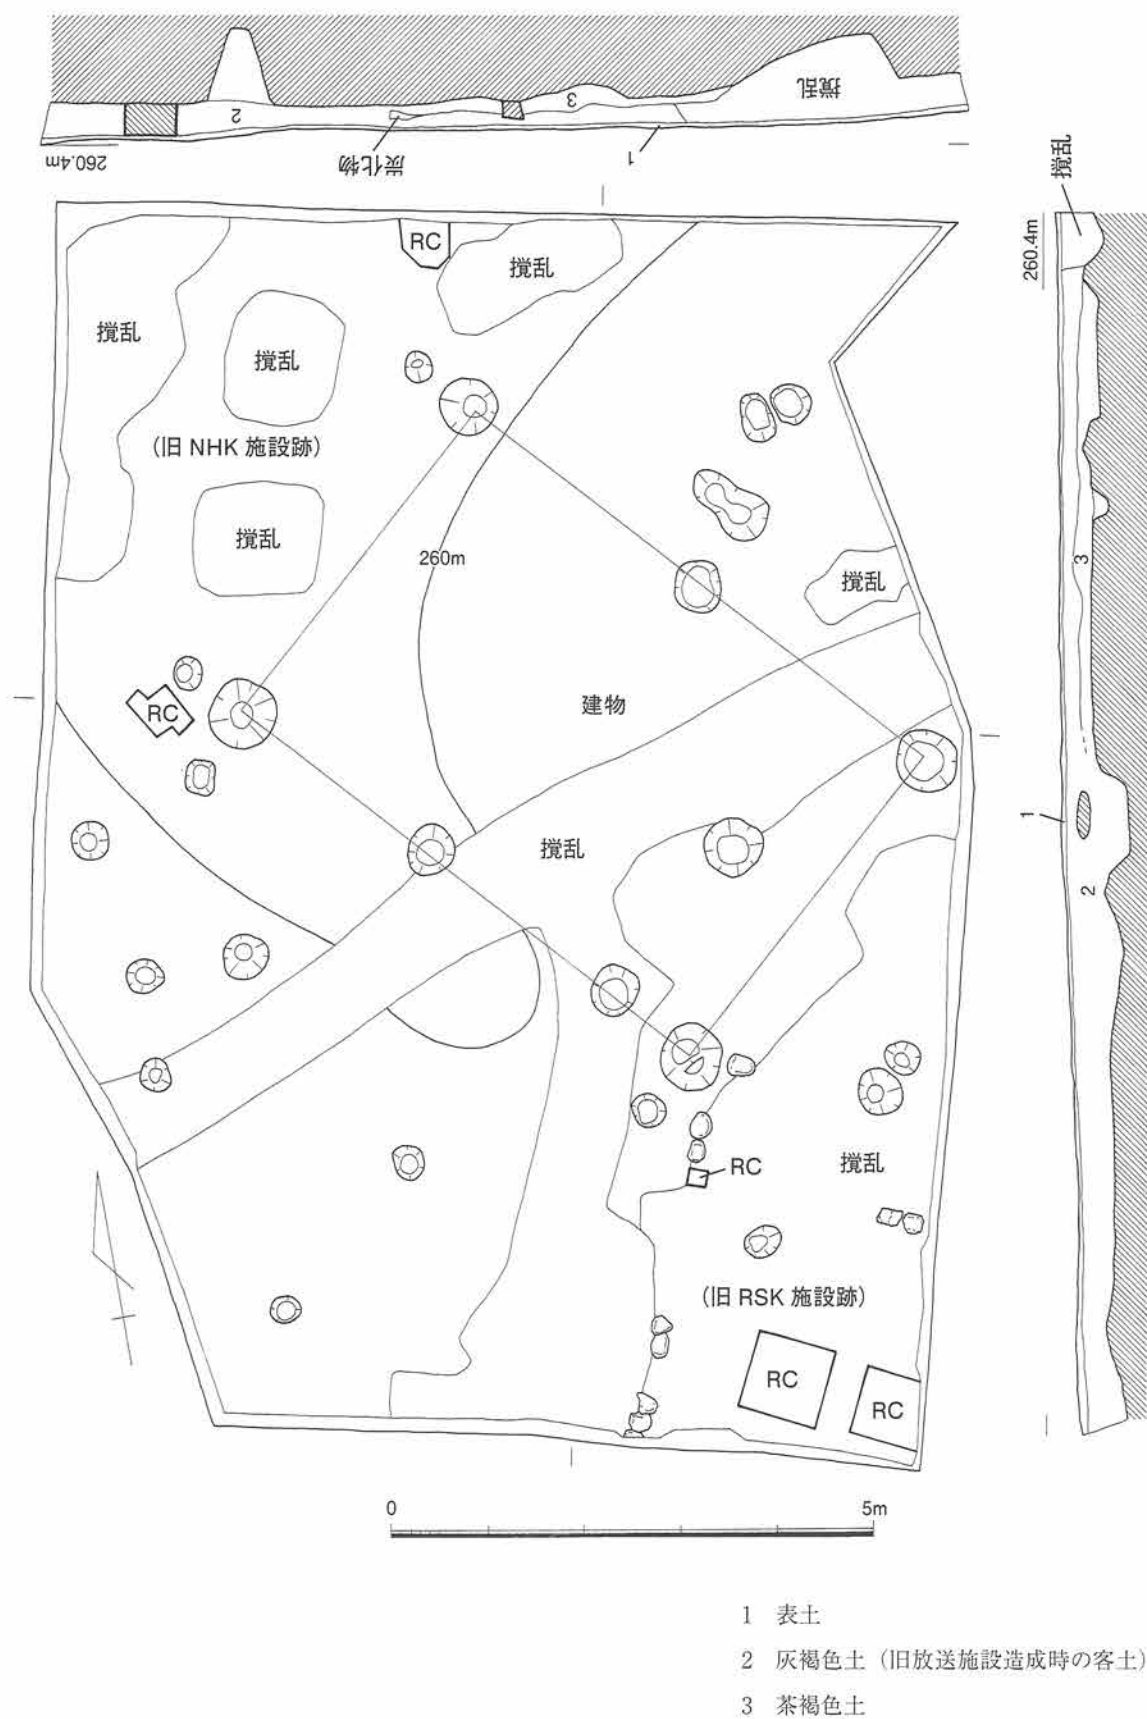 搅乱
3
2
炭化物
1
260.4m
攪乱
260.4m
RC
攪乱
攪乱
攪乱
(旧 NHK 施設跡)
攪乱
260m
3
攪乱
RC
建物
1
攪乱
2
RC
攪乱
(旧 RSK 施設跡)
RC
RC
0 5m
1 表土
2 灰褐色土（旧放送施設造成時の客土）
3 茶褐色土